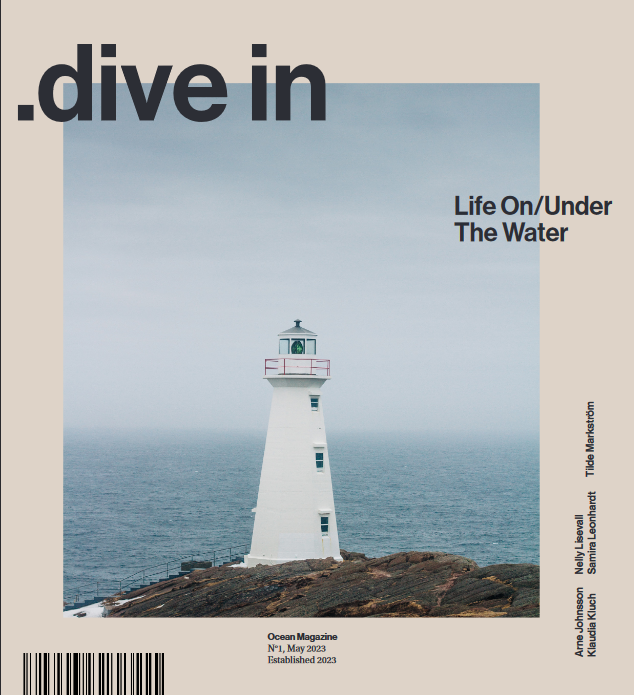 .dive in
Life On/Under
The Water
Tilde Markström
Nelly Lisevall
Samira Leonhardt
Arne Johnsson
Klaudia Kluch
Ocean Magazine
N°1, May 2023
Established 2023